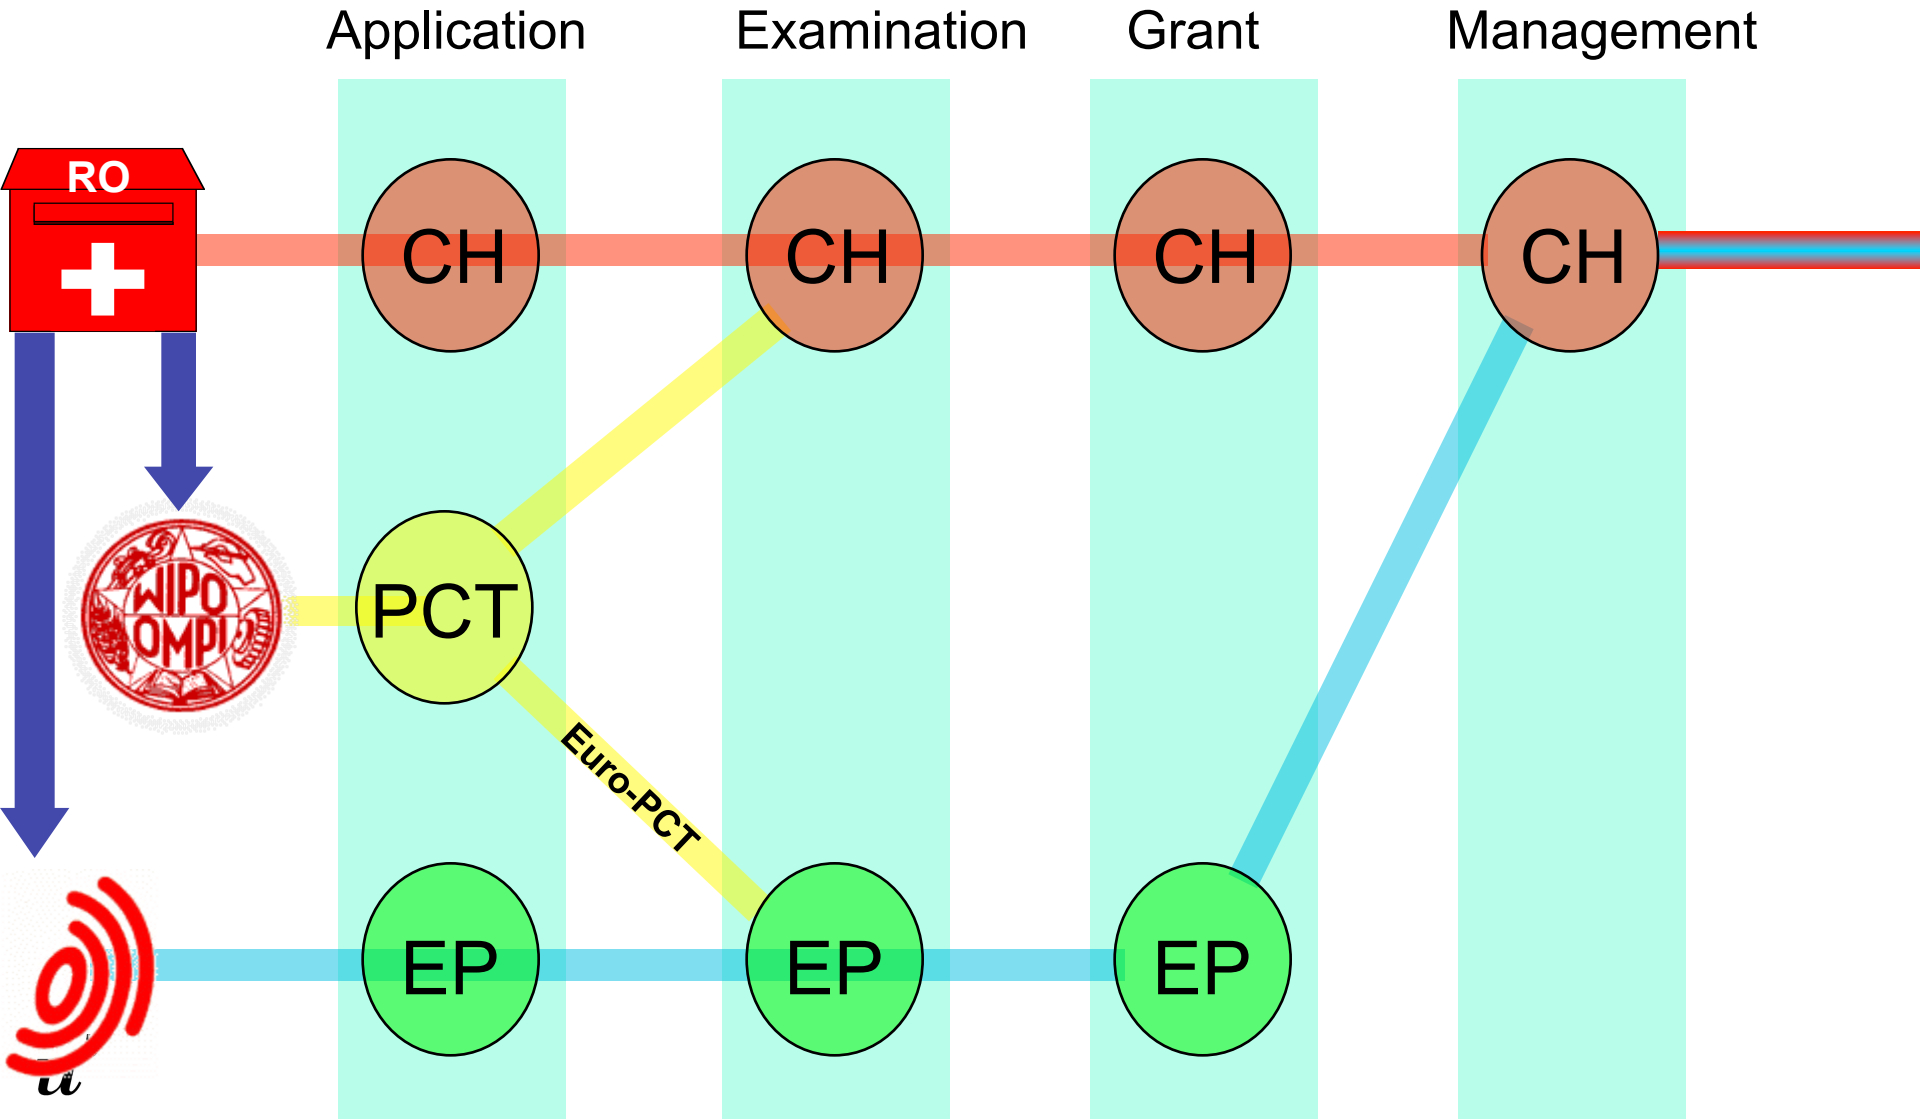 Application Examination Grant Management
RO
CH CH CH CH
WIPO
OMPI
PCT
Euro-PCT
EP EP EP